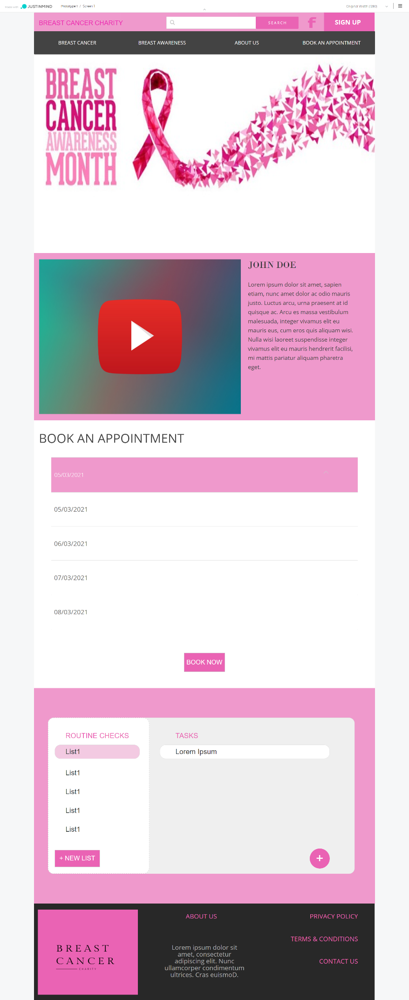 Made with JUSTINMIND Prototype 1 / Screen 1 Original Width (1280)
BREAST CANCER CHARITY SEARCH f SIGN UP
BREAST CANCER BREAST AWARENESS ABOUT US BOOK AN APPOINTMENT
BREAST
CANCER
AWARENESS
MONTH
JOHN DOE
Lorem ipsum dolor sit amet, sapien
etiam, nunc amet dolor ac odio mauris
justo. Luctus arcu, urna praesent at id
quisque ac. Arcu es massa vestibulum
malesuada, integer vivamus elit eu
mauris eus, cum eros quis aliquam wisi.
Nulla wisi laoreet suspendisse integer
vivamus elit eu mauris hendrerit facilisi,
mi mattis pariatur aliquam pharetra
eget.
BOOK AN APPOINTMENT
05/03/2021
05/03/2021
06/03/2021
07/03/2021
08/03/2021
BOOK NOW
ROUTINE CHECKS
List1
List1
List1
List1
List1
+ NEW LIST
TASKS
Lorem Ipsum
+
BREAST
CANCER
CHARITY
ABOUT US
Lorem ipsum dolor sit
amet, consectetur
adipiscing elit. Nunc
ullamcorper condimentum
ultrices. Cras euismoD.
PRIVACY POLICY
TERMS & CONDITIONS
CONTACT US